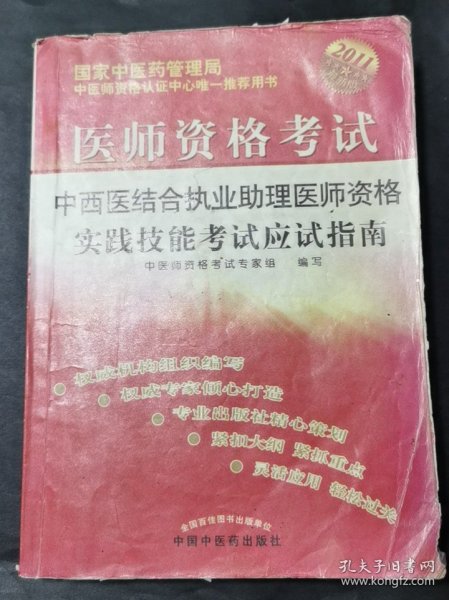 国家中医药管理局
中医师资格认证中心唯一推荐用书
2011
医师资格考试
中西医结合执业助理医师资格
实践技能考试应试指南
中医师资格考试专家组 编写
权威机构组织编写
权威专家倾心打造
专业出版社精心策划
紧扣大纲 紧抓重点
灵活应用 轻松过关
全国百佳图书出版单位
中国中医药出版社
孔夫子旧书网
www.kongfz.com